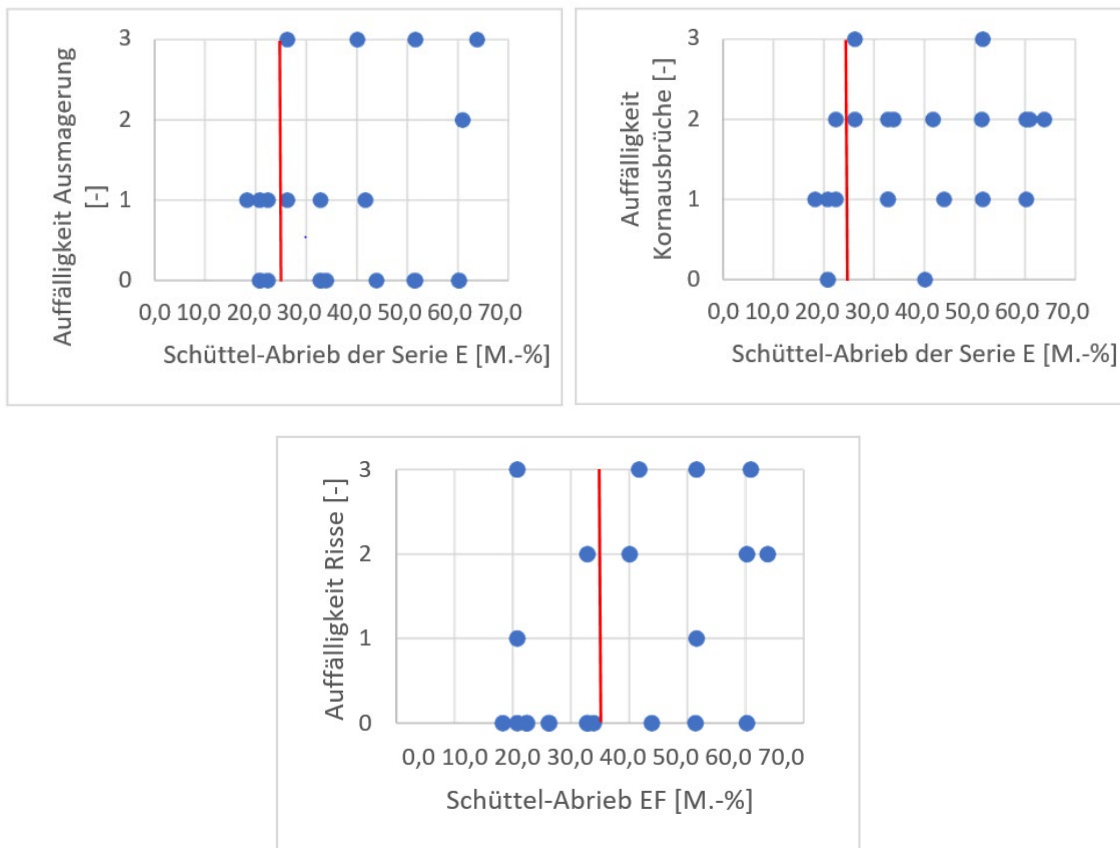 Auffälligkeit Ausmagerung
[-]
3
2
1
0
0,0 10,0 20,0 30,0 40,0 50,0 60,0 70,0
Schüttel-Abrieb der Serie E [M.-%]
Auffälligkeit
Kornausbrüche [-]
3
2
1
0
0,0 10,0 20,0 30,0 40,0 50,0 60,0 70,0
Schüttel-Abrieb der Serie E [M.-%]
Auffälligkeit Risse [-]
3
2
1
0
0,0 10,0 20,0 30,0 40,0 50,0 60,0 70,0
Schüttel-Abrieb EF [M.-%]